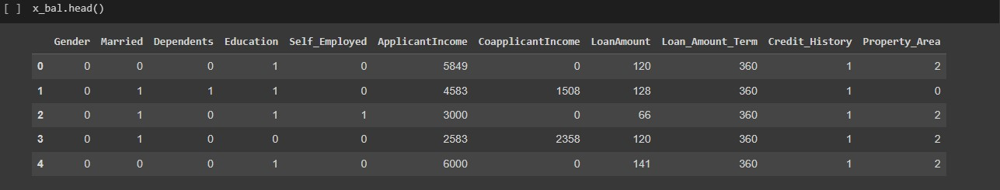 [ ] x_bal.head()
Gender Married Dependents Education Self_Employed ApplicantIncome CoapplicantIncome LoanAmount Loan_Amount_Term Credit_History Property_Area
0 0 0 0 1 0 5849 0 120 360 1 2
1 0 1 1 1 0 4583 1508 128 360 1 0
2 0 1 0 1 1 3000 0 66 360 1 2
3 0 1 0 0 0 2583 2358 120 360 1 2
4 0 0 0 1 0 6000 0 141 360 1 2